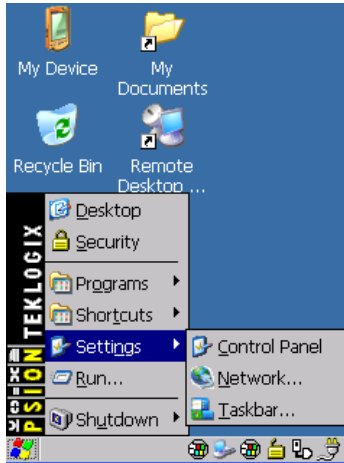 My Device
My
Documents
Recycle Bin
Remote
Desktop ...
PSION TEKLOGIX
Desktop
Security
Programs
Shortcuts
Settings
Run...
Shutdown
Control Panel
Network...
Taskbar...